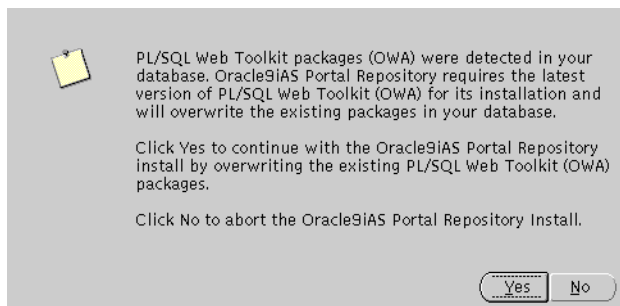 PL/SQL Web Toolkit packages (OWA) were detected in your
database. Oracle9iAS Portal Repository requires the latest
version of PL/SQL Web Toolkit (OWA) for its installation and
will overwrite the existing packages in your database.
Click Yes to continue with the Oracle9iAS Portal Repository
install by overwriting the existing PL/SQL Web Toolkit (OWA)
packages.
Click No to abort the Oracle9iAS Portal Repository Install.
Yes No